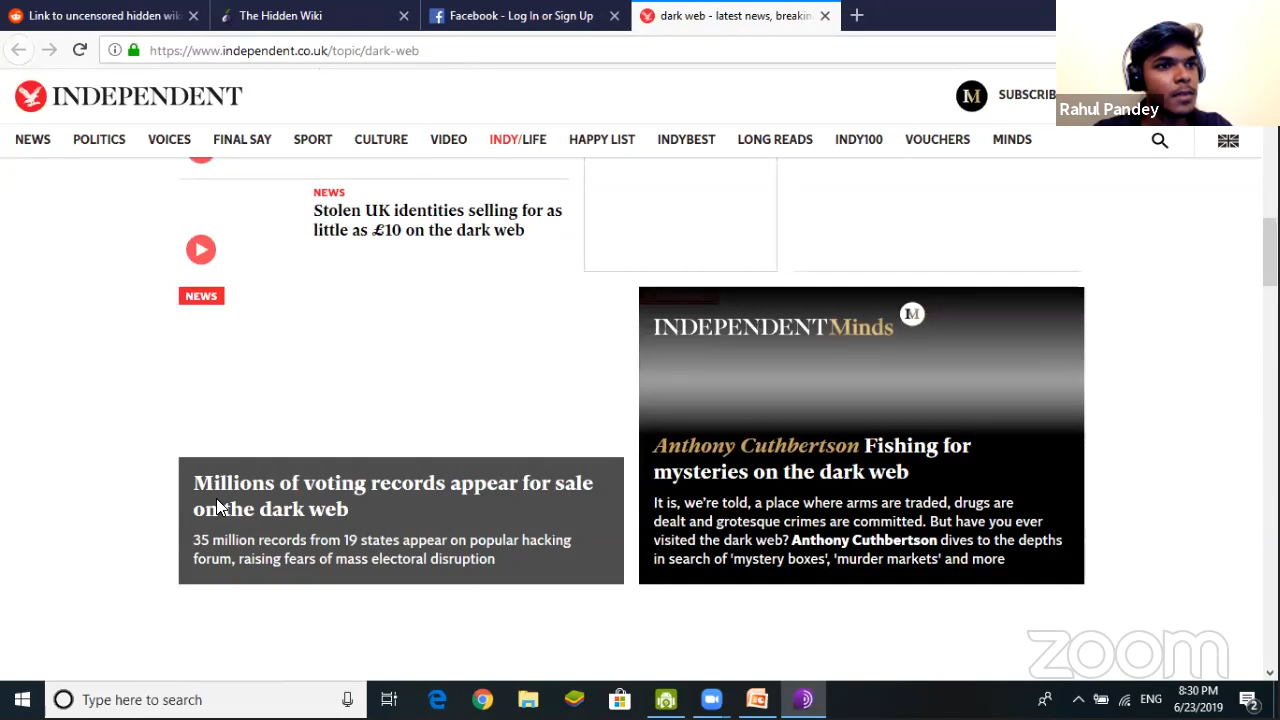 Link to uncensored hidden wiki
The Hidden Wiki
Facebook - Log In or Sign Up
dark web - latest news, breakin
https://www.independent.co.uk/topic/dark-web
INDEPENDENT
M
SUBSCRIB
Rahul Pandey
NEWS POLITICS VOICES FINAL SAY SPORT CULTURE VIDEO INDY/LIFE HAPPY LIST INDYBEST LONG READS INDY100 VOUCHERS MINDS
NEWS
Stolen UK identities selling for as
little as £10 on the dark web
NEWS
Millions of voting records appear for sale
on the dark web
35 million records from 19 states appear on popular hacking
forum, raising fears of mass electoral disruption
INDEPENDENT Minds
M
Anthony Cuthbertson Fishing for
mysteries on the dark web
It is, we're told, a place where arms are traded, drugs are
dealt and grotesque crimes are committed. But have you ever
visited the dark web? Anthony Cuthbertson dives to the depths
in search of 'mystery boxes', 'murder markets' and more
zoom
Type here to search
ENG
8:30 PM
6/23/2019
2